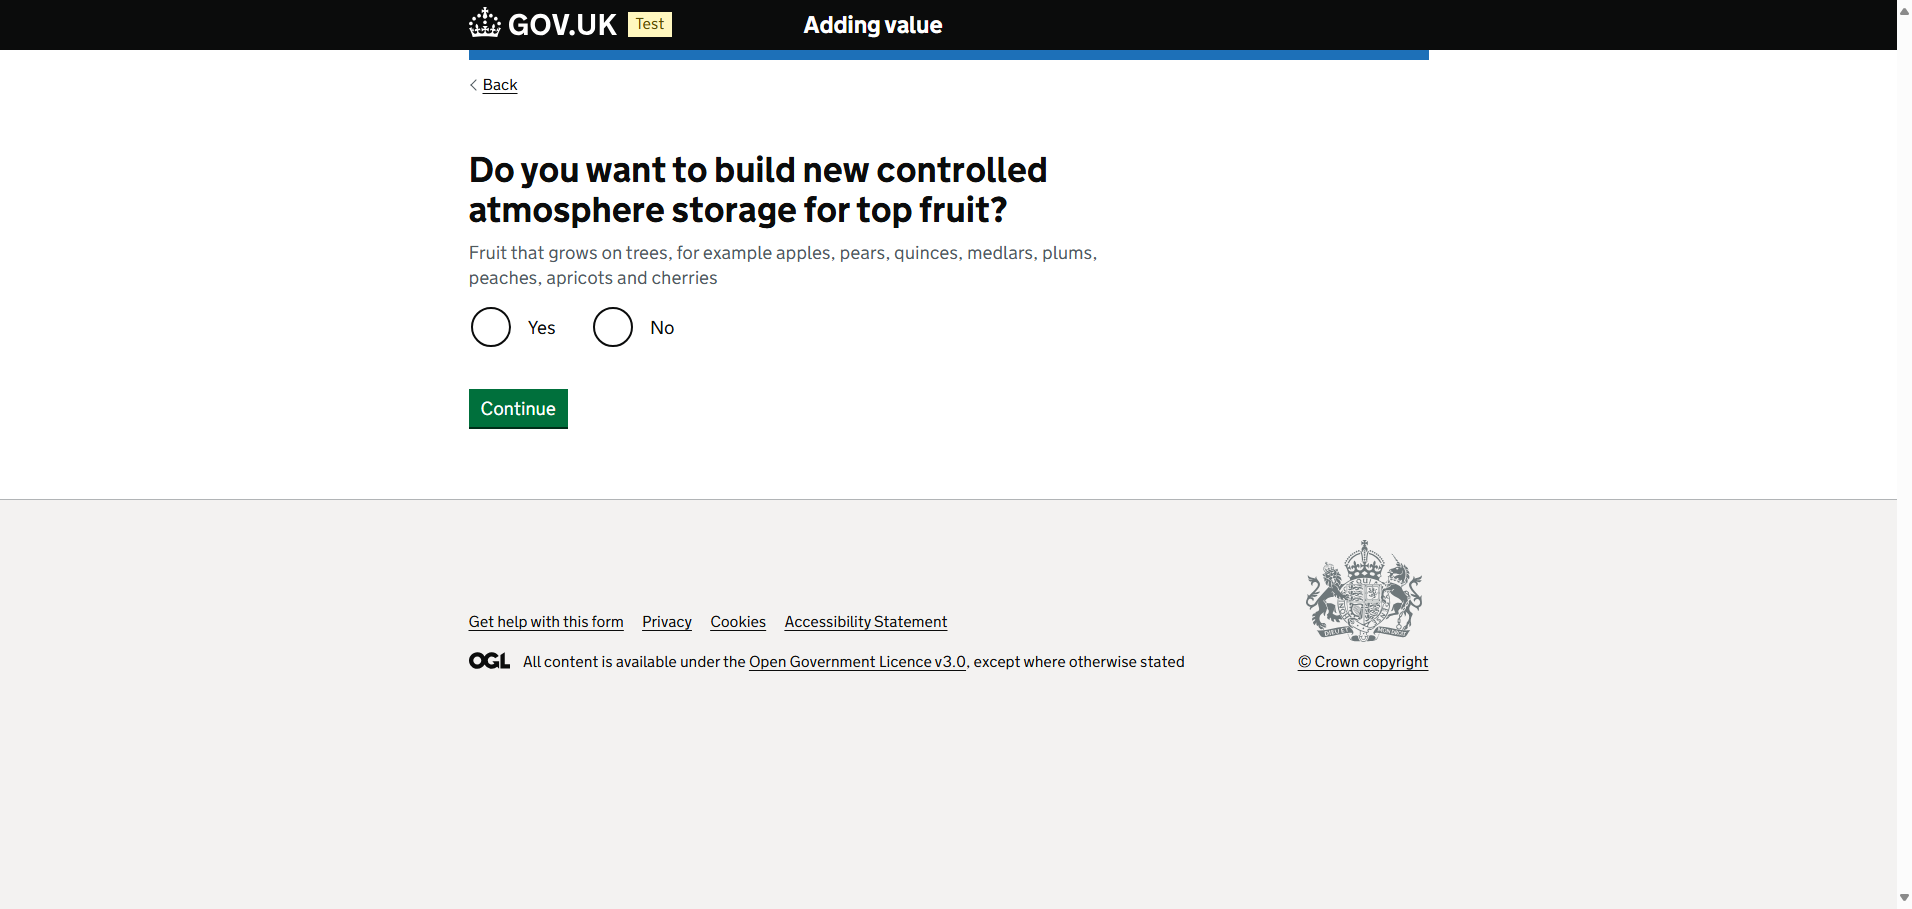 GOV.UK Test Adding value
Back
Do you want to build new controlled
atmosphere storage for top fruit?
Fruit that grows on trees, for example apples, pears, quinces, medlars, plums,
peaches, apricots and cherries
Yes No
Continue
Get help with this form Privacy Cookies Accessibility Statement
OGL All content is available under the Open Government Licence v3.0, except where otherwise stated
© Crown copyright